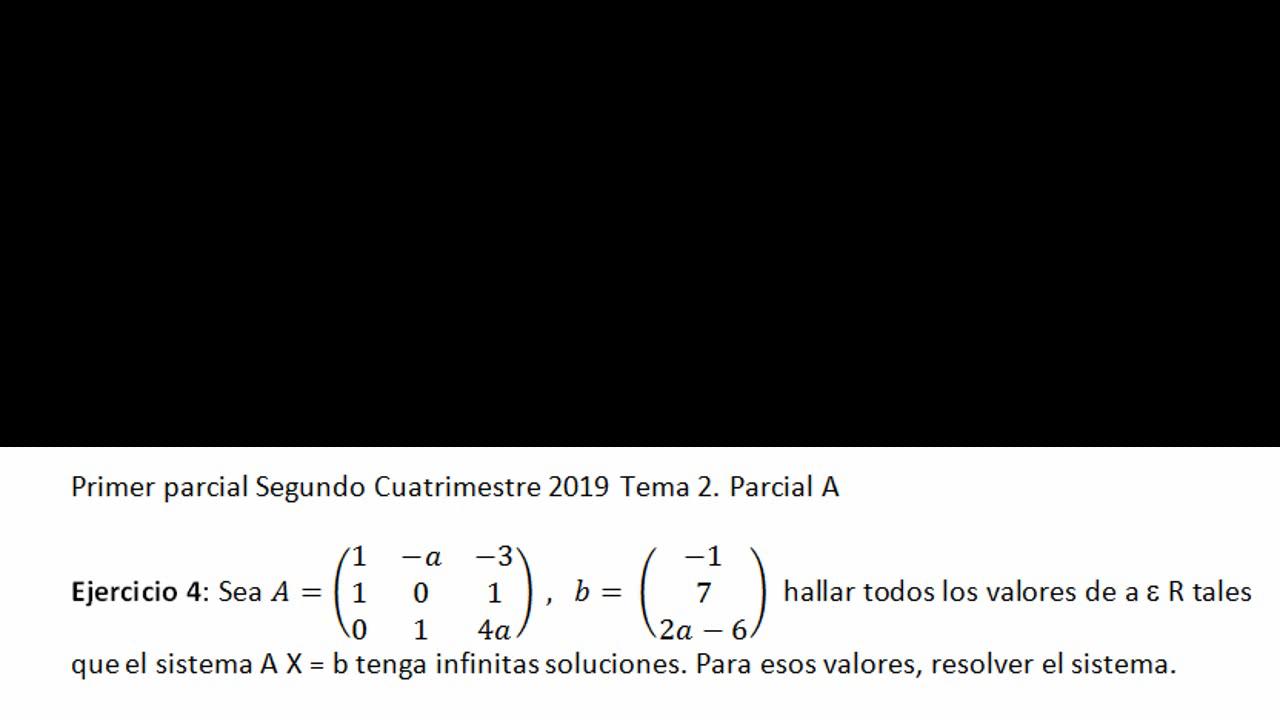 Primer parcial Segundo Cuatrimestre 2019 Tema 2. Parcial A
Ejercicio 4: Sea A = (1 −a −3; 1 0 1; 0 1 4a), b = (−1; 7; 2a − 6) hallar todos los valores de a ε R tales
que el sistema A X = b tenga infinitas soluciones. Para esos valores, resolver el sistema.